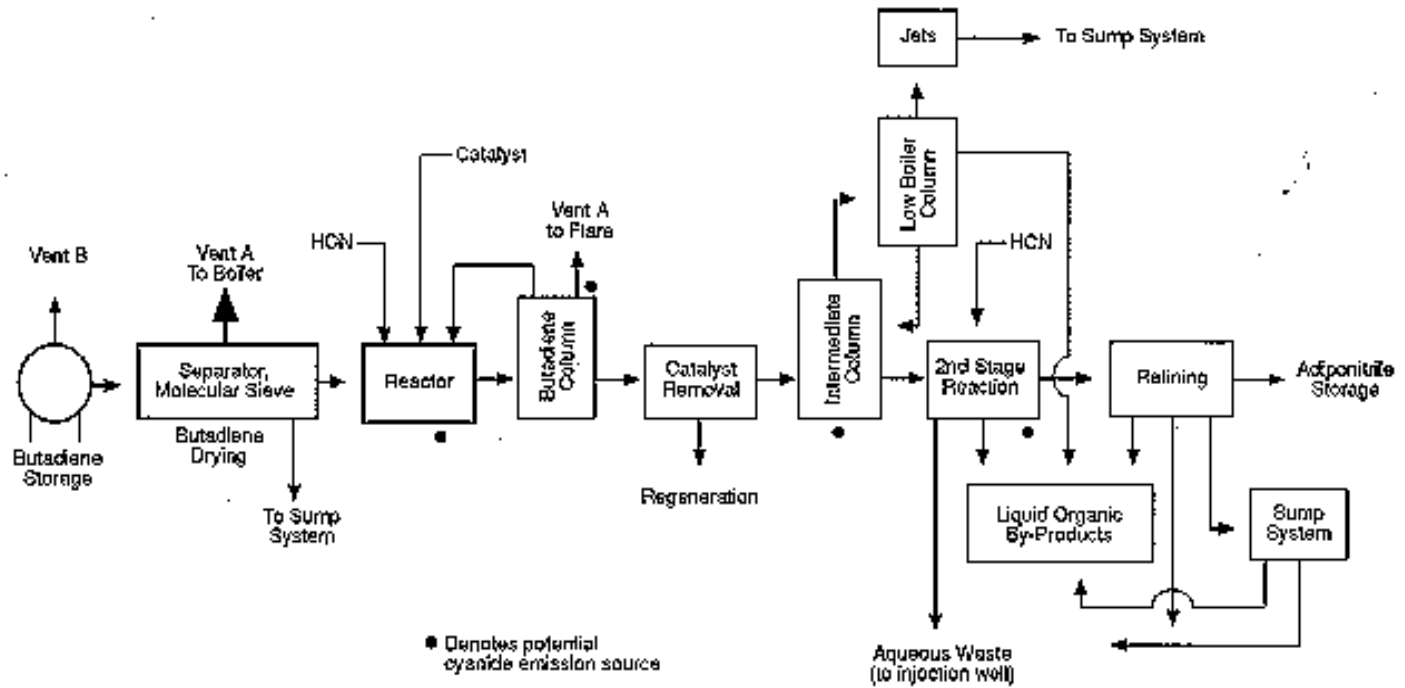 Jets
To Sump System
Catalyst
Low Boiler
Column
Vent A
to Flare
HCN
HCN
Vent B
Vent A
To Boiler
Separator,
Molecular Sieve
Reactor
Butadiene
Column
Catalyst
Removal
Intermediate
Column
2nd Stage
Reaction
Refining
Adiponitrile
Storage
Butadiene
Storage
Butadiene
Drying
To Sump
System
Regeneration
Liquid Organic
By-Products
Sump
System
● Denotes potential
cyanide emission source
Aqueous Waste
(to injection well)